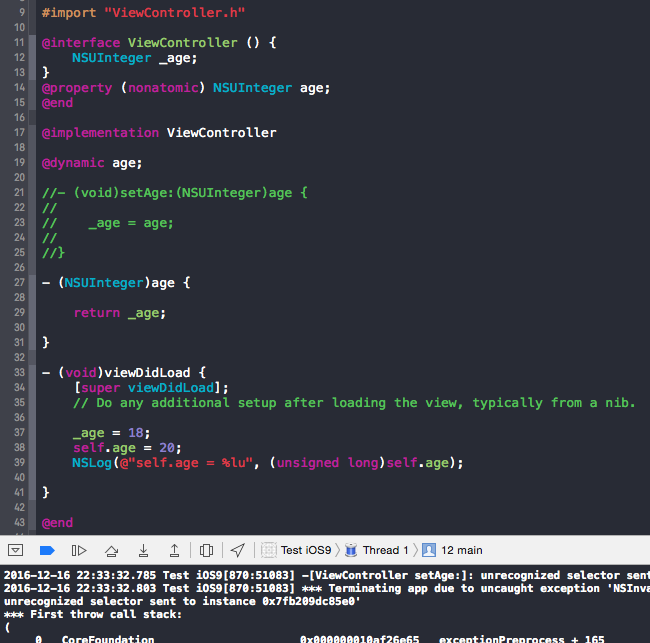 9 #import "ViewController.h"
10
11 @interface ViewController () {
12 NSUInteger _age;
13 }
14 @property (nonatomic) NSUInteger age;
15 @end
16
17 @implementation ViewController
18
19 @dynamic age;
20
21 //- (void)setAge:(NSUInteger)age {
22 //
23 // _age = age;
24 //
25 //}
26
27 - (NSUInteger)age {
28
29 return _age;
30
31 }
32
33 - (void)viewDidLoad {
34 [super viewDidLoad];
35 // Do any additional setup after loading the view, typically from a nib.
36
37 _age = 18;
38 self.age = 20;
39 NSLog(@"self.age = %lu", (unsigned long)self.age);
40
41 }
42
43 @end
Test iOS9 Thread 1 12 main
2016-12-16 22:33:32.785 Test iOS9[870:51083] -[ViewController setAge:]: unrecognized selector sent
2016-12-16 22:33:32.803 Test iOS9[870:51083] *** Terminating app due to uncaught exception 'NSInva
unrecognized selector sent to instance 0x7fb209dc85e0'
*** First throw call stack:
(
0 CoreFoundation 0x000000010af26e65 exceptionPreprocess + 165